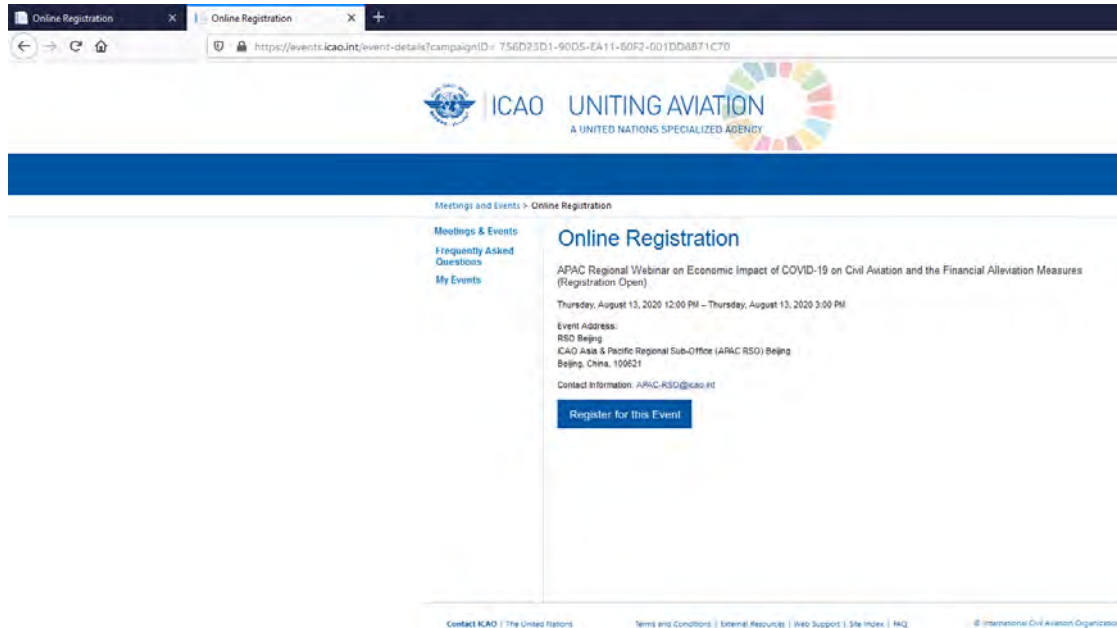 Online Registration
Online Registration
https://events.icao.int/event-details?campaignID=
ICAO
UNITING AVIATION
A UNITED NATIONS SPECIALIZED AGENCY
Meetings and Events > Online Registration
Meetings & Events
Frequently Asked
Questions
My Events
Online Registration
APAC Regional Webinar on Economic Impact of COVID-19 on Civil Aviation and the Financial Alleviation Measures
(Registration Open)
Thursday, August 13, 2020 12:00 PM – Thursday, August 13, 2020 3:00 PM
Event Address:
RSO Beijing
ICAO Asia & Pacific Regional Sub-Office (APAC RSO) Beijing
Beijing, China, 100621
Contact Information: APAC-RSO@icao.int
Register for this Event
Contact ICAO | The United Nations
Terms and Conditions | External Resources | Web Support | Site Index | FAQ
© International Civil Aviation Organization